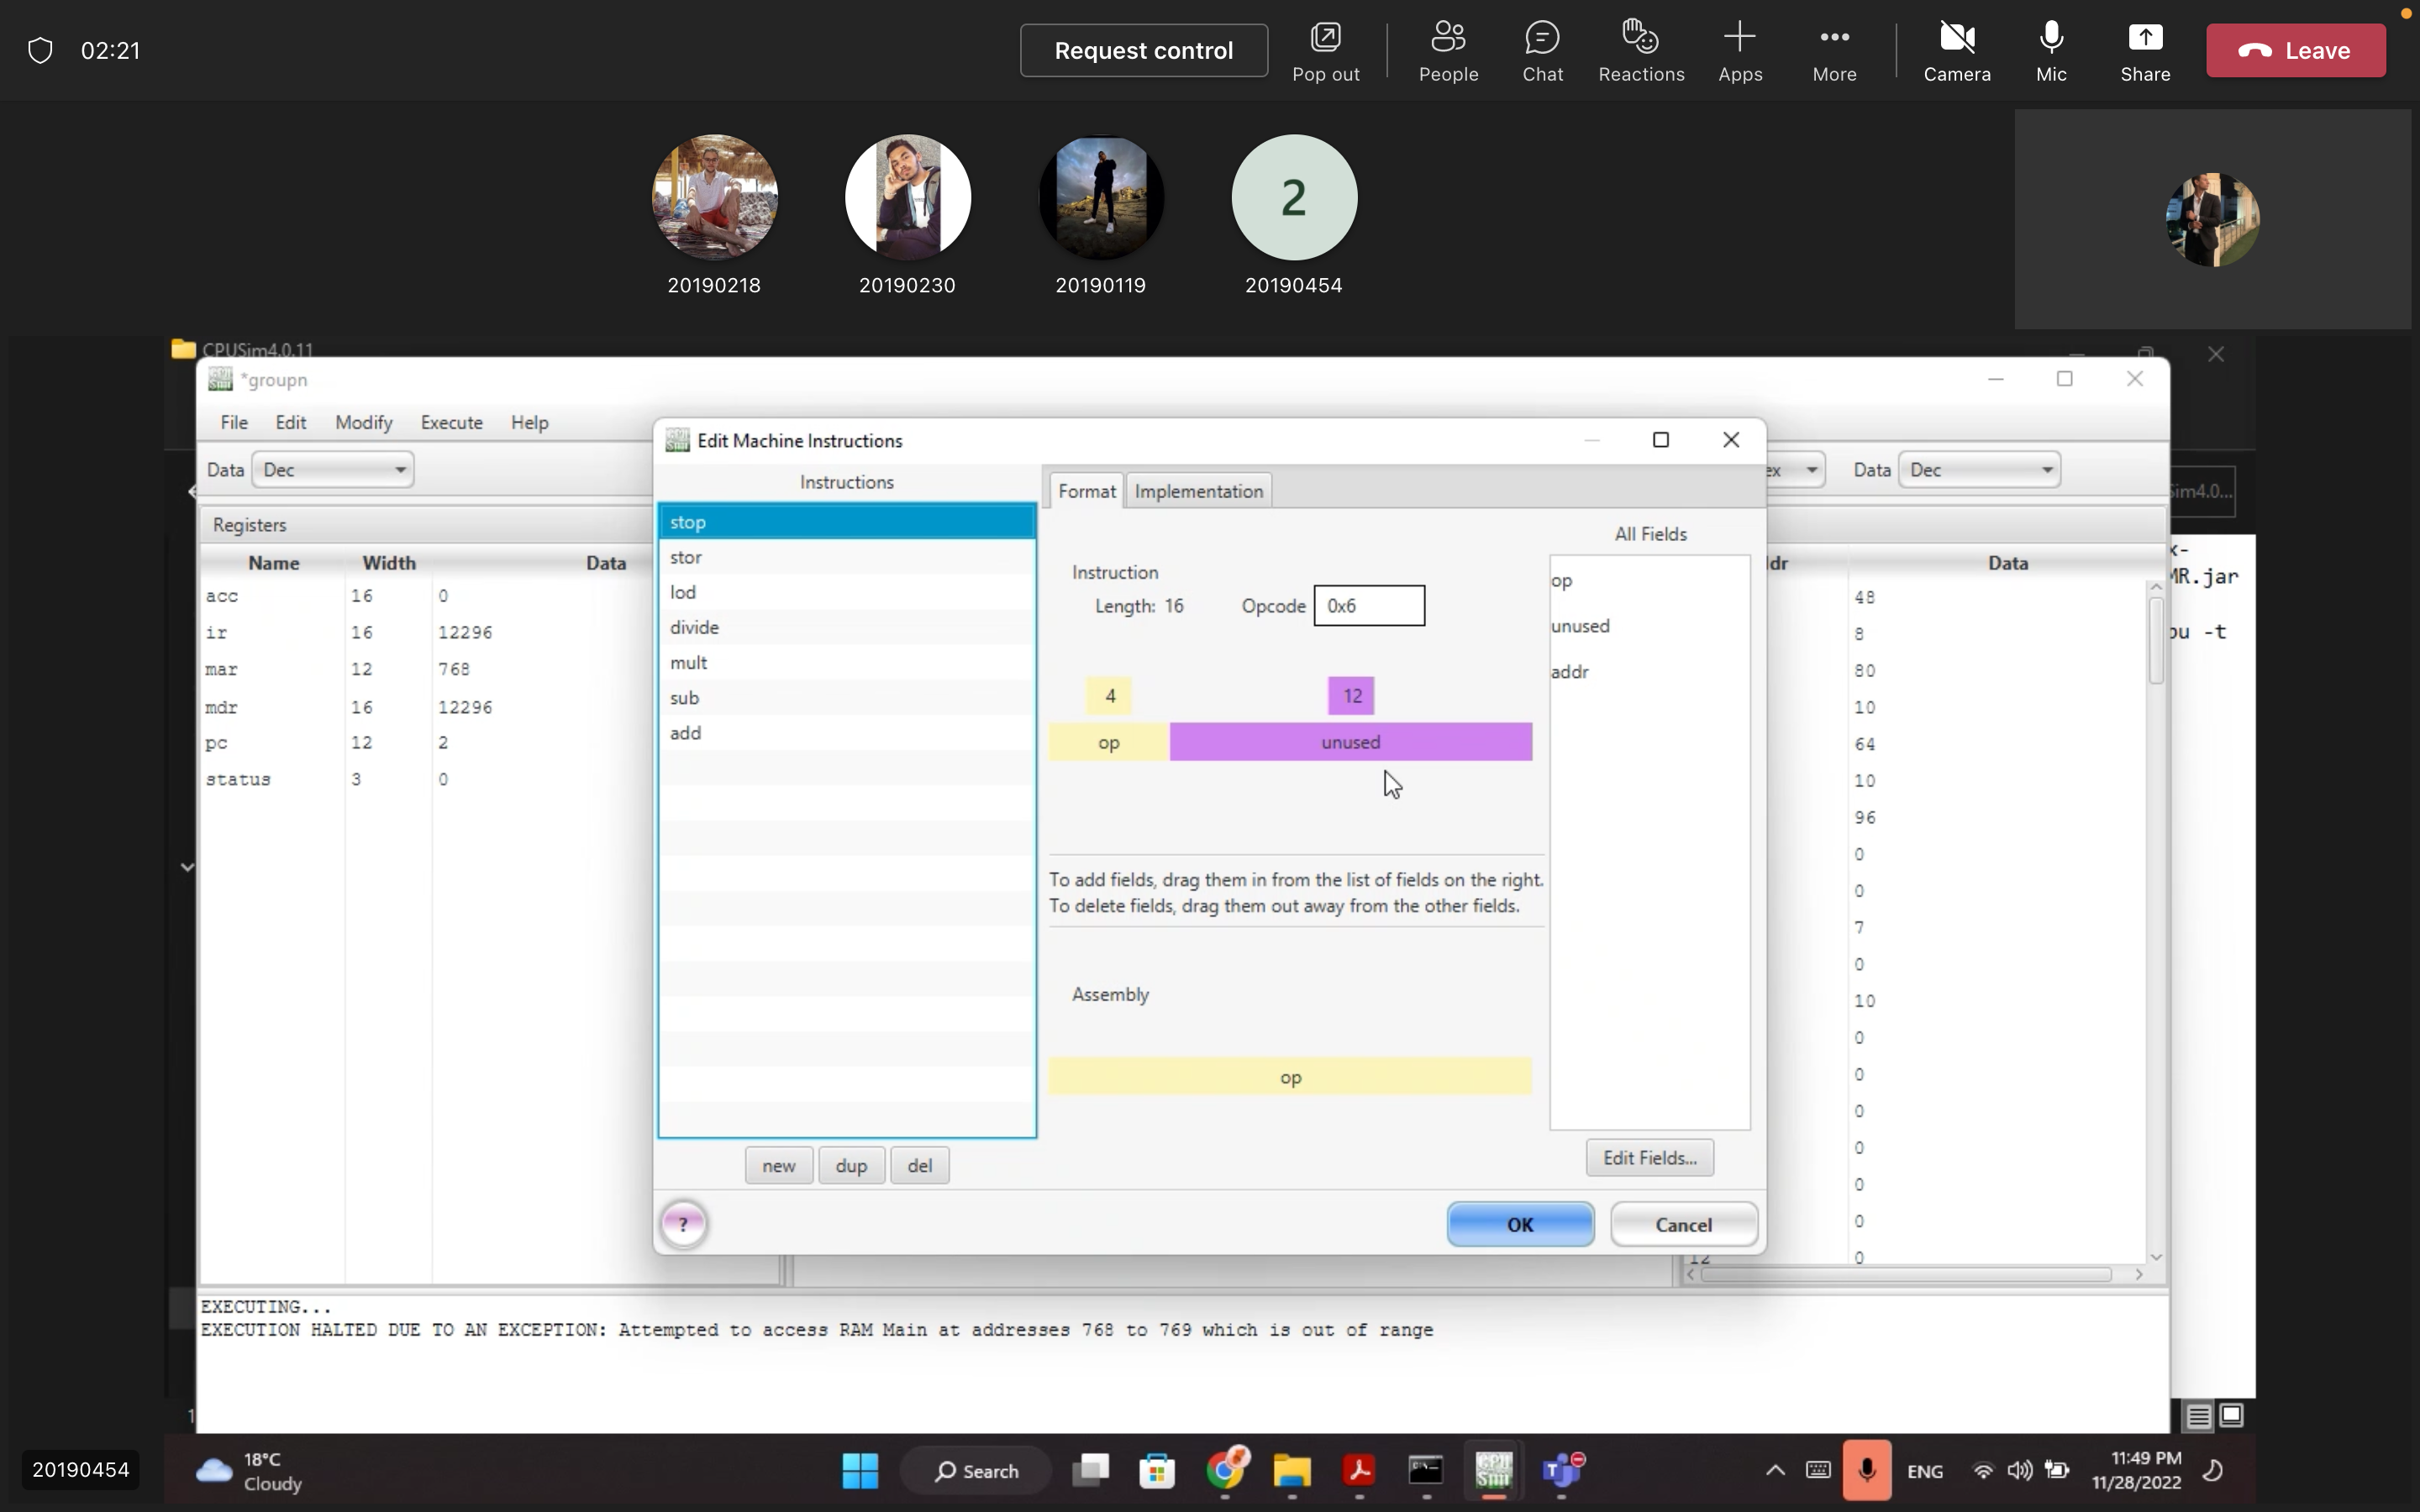 02:21
Request control
Pop out
People
Chat
Reactions
Apps
More
Camera
Mic
Share
Leave
2
20190218
20190230
20190119
20190454
CPUSim4.0.11
*groupn
File Edit Modify Execute Help
Data Dec
Registers
Name Width Data
acc 16 0
ir 16 12296
mar 12 768
mdr 16 12296
pc 12 2
status 3 0
Edit Machine Instructions
Instructions
stop
stor
lod
divide
mult
sub
add
new dup del
?
Format Implementation
All Fields
Instruction
Length: 16 Opcode 0x6
4 12
op unused
op
unused
addr
To add fields, drag them in from the list of fields on the right.
To delete fields, drag them out away from the other fields.
Assembly
op
Edit Fields...
OK Cancel
ex Data Dec
Sim4.0...
ddr Data
48
8
80
10
64
10
96
0
0
7
0
10
0
0
0
0
0
0
12 0
x-
MR.jar
ou -t
EXECUTING...
EXECUTION HALTED DUE TO AN EXCEPTION: Attempted to access RAM Main at addresses 768 to 769 which is out of range
1
20190454
18°C
Cloudy
Search
ENG
11:49 PM
11/28/2022